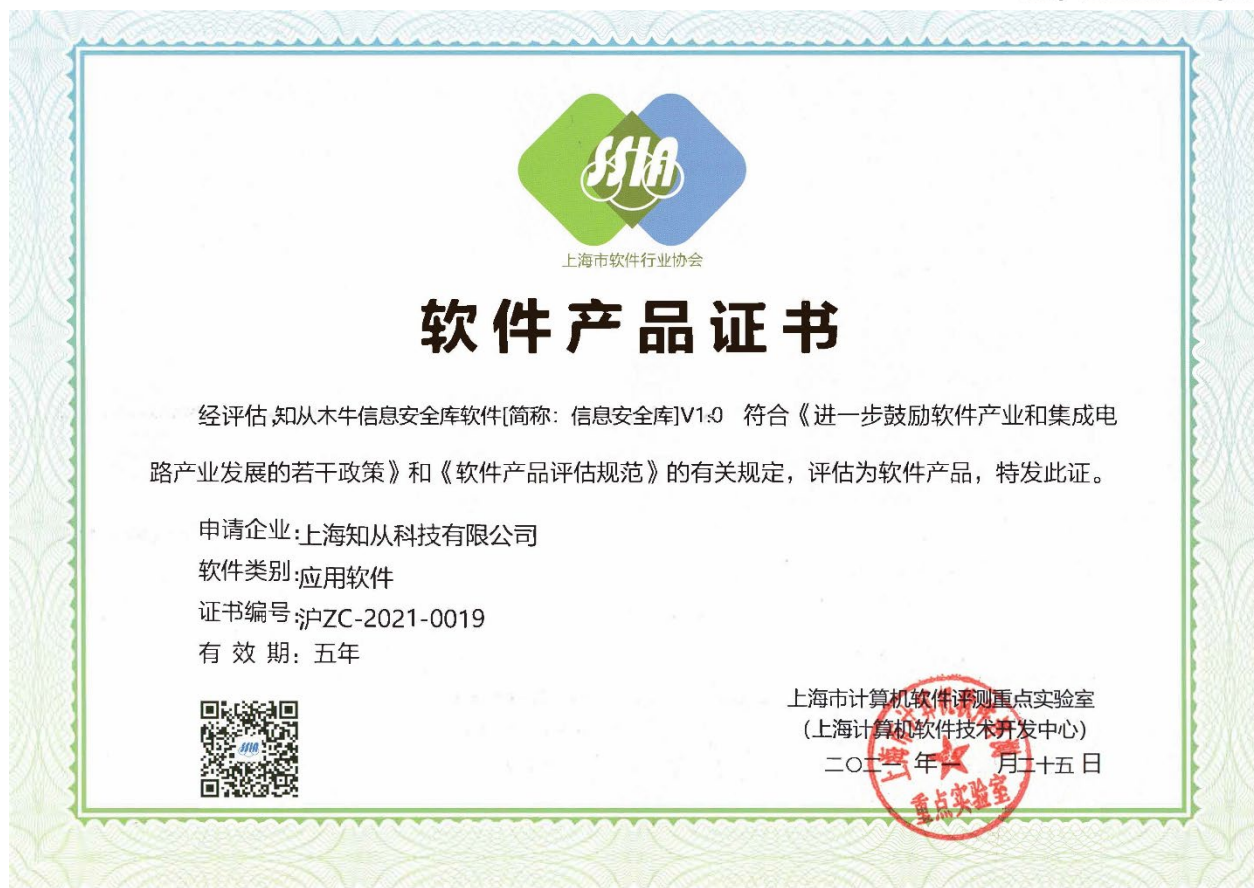 SSIA
上海市软件行业协会
软件产品证书
经评估,知从木牛信息安全库软件[简称：信息安全库]V1.0 符合《进一步鼓励软件产业和集成电
路产业发展的若干政策》和《软件产品评估规范》的有关规定，评估为软件产品，特发此证。
申请企业：上海知从科技有限公司
软件类别：应用软件
证书编号：沪ZC-2021-0019
有效期：五年
SSIA
上海市计算机软件评测重点实验室
（上海计算机软件技术开发中心）
二〇二一年一月二十五日
重点实验室